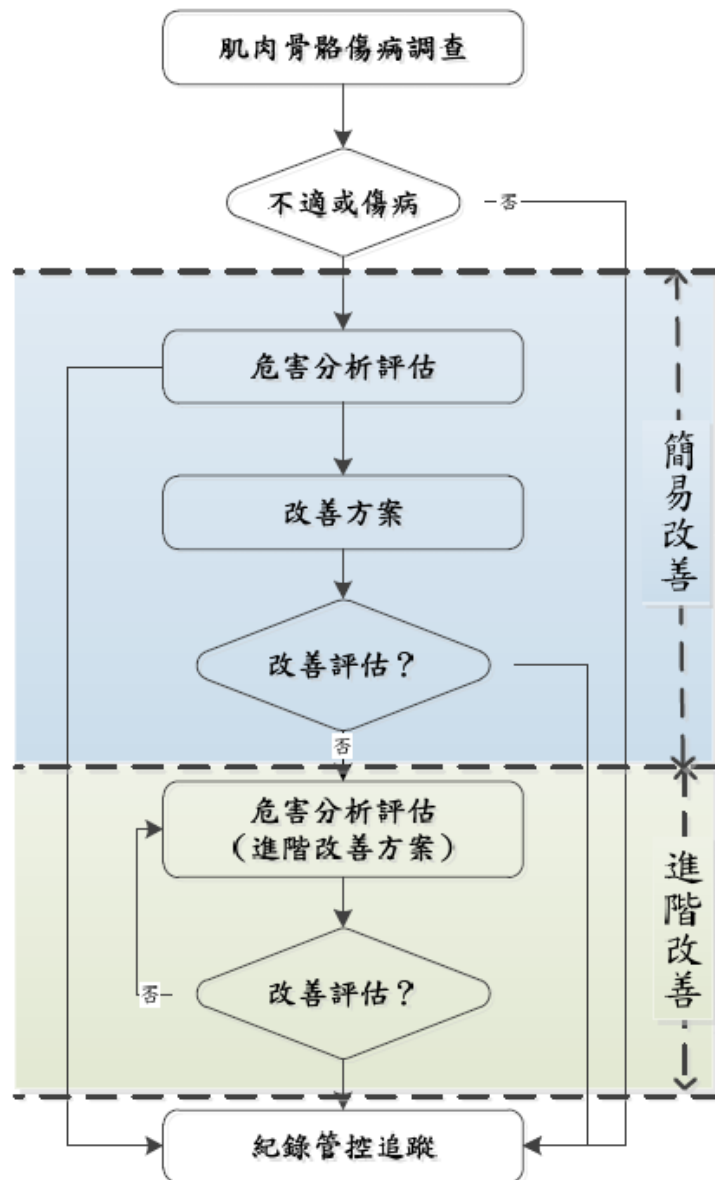 肌肉骨骼傷病調查
不適或傷病
否
危害分析評估
簡易改善
改善方案
改善評估？
否
危害分析評估
（進階改善方案）
進階改善
改善評估？
否
紀錄管控追蹤